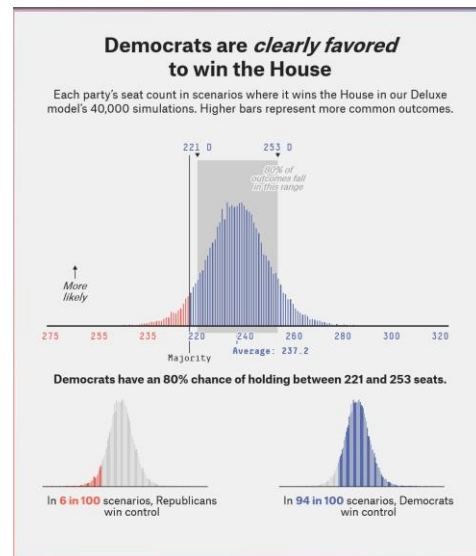 Democrats are clearly favored
to win the House
Each party's seat count in scenarios where it wins the House in our Deluxe
model's 40,000 simulations. Higher bars represent more common outcomes.
221 D 253 D
80% of
outcomes fall
in this range
More
likely
275 255 235 220 240 260 280 300 320
Average: 237.2
Majority
Democrats have an 80% chance of holding between 221 and 253 seats.
In 6 in 100 scenarios, Republicans
win control
In 94 in 100 scenarios, Democrats
win control